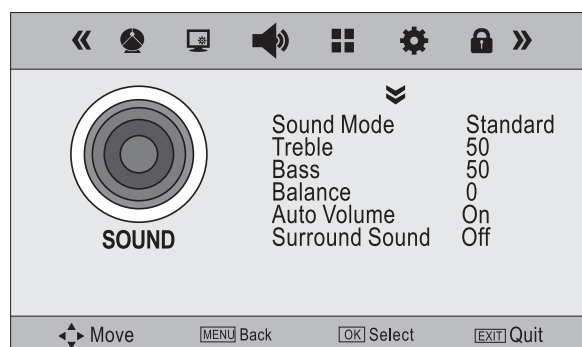 Sound Mode Standard
Treble 50
Bass 50
Balance 0
Auto Volume On
Surround Sound Off
SOUND
Move MENU Back OK Select EXIT Quit